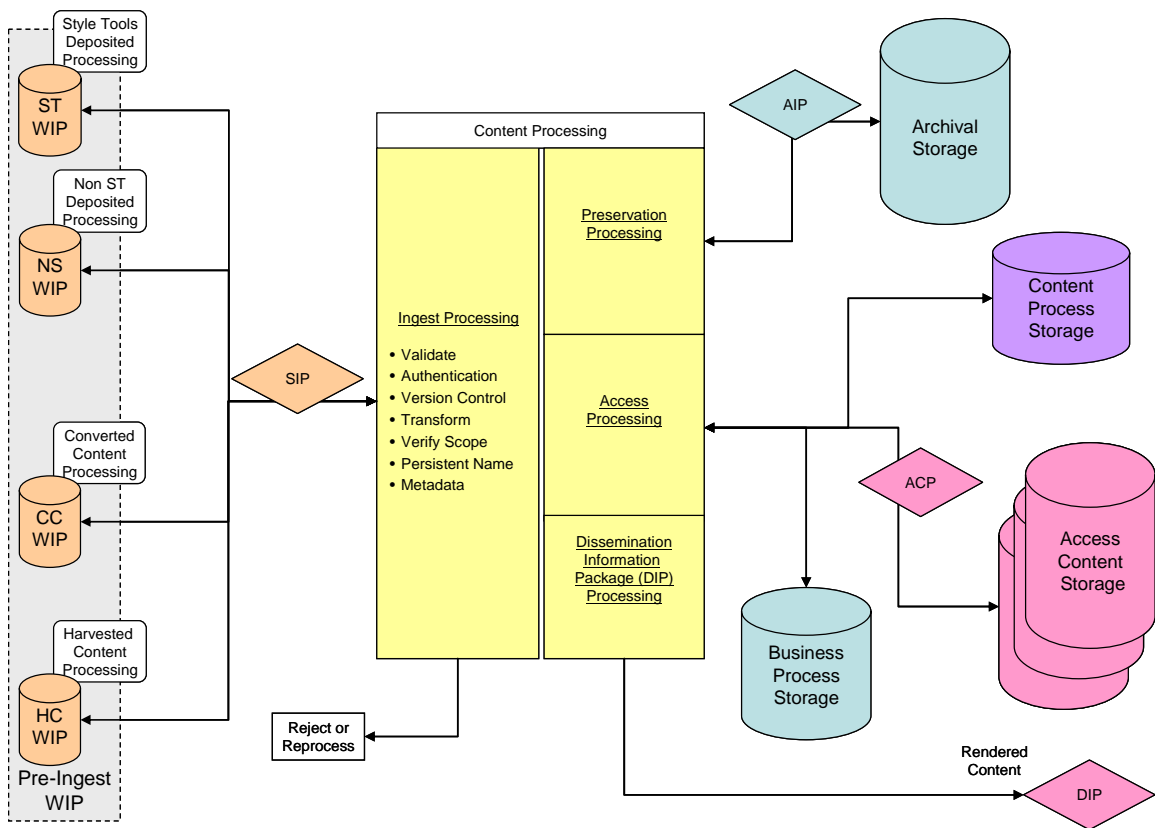 Style Tools
Deposited
Processing
ST
WIP
Non ST
Deposited
Processing
NS
WIP
Converted
Content
Processing
CC
WIP
Harvested
Content
Processing
HC
WIP
Pre-Ingest
WIP
SIP
Content Processing
Ingest Processing
• Validate
• Authentication
• Version Control
• Transform
• Verify Scope
• Persistent Name
• Metadata
Preservation
Processing
Access
Processing
Dissemination
Information
Package (DIP)
Processing
Reject or
Reprocess
AIP
Archival
Storage
Content
Process
Storage
ACP
Access
Content
Storage
Business
Process
Storage
Rendered
Content
DIP